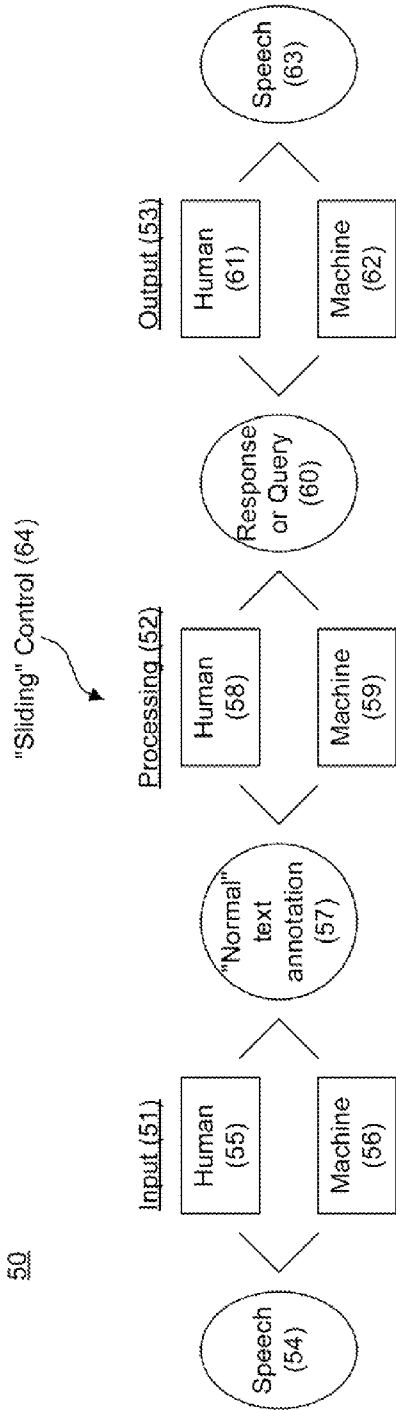 50
"Sliding" Control (64)
Input (51)
Processing (52)
Output (53)
Speech
(54)
Human
(55)
Machine
(56)
"Normal"
text
annotation
(57)
Human
(58)
Machine
(59)
Response
or Query
(60)
Human
(61)
Machine
(62)
Speech
(63)